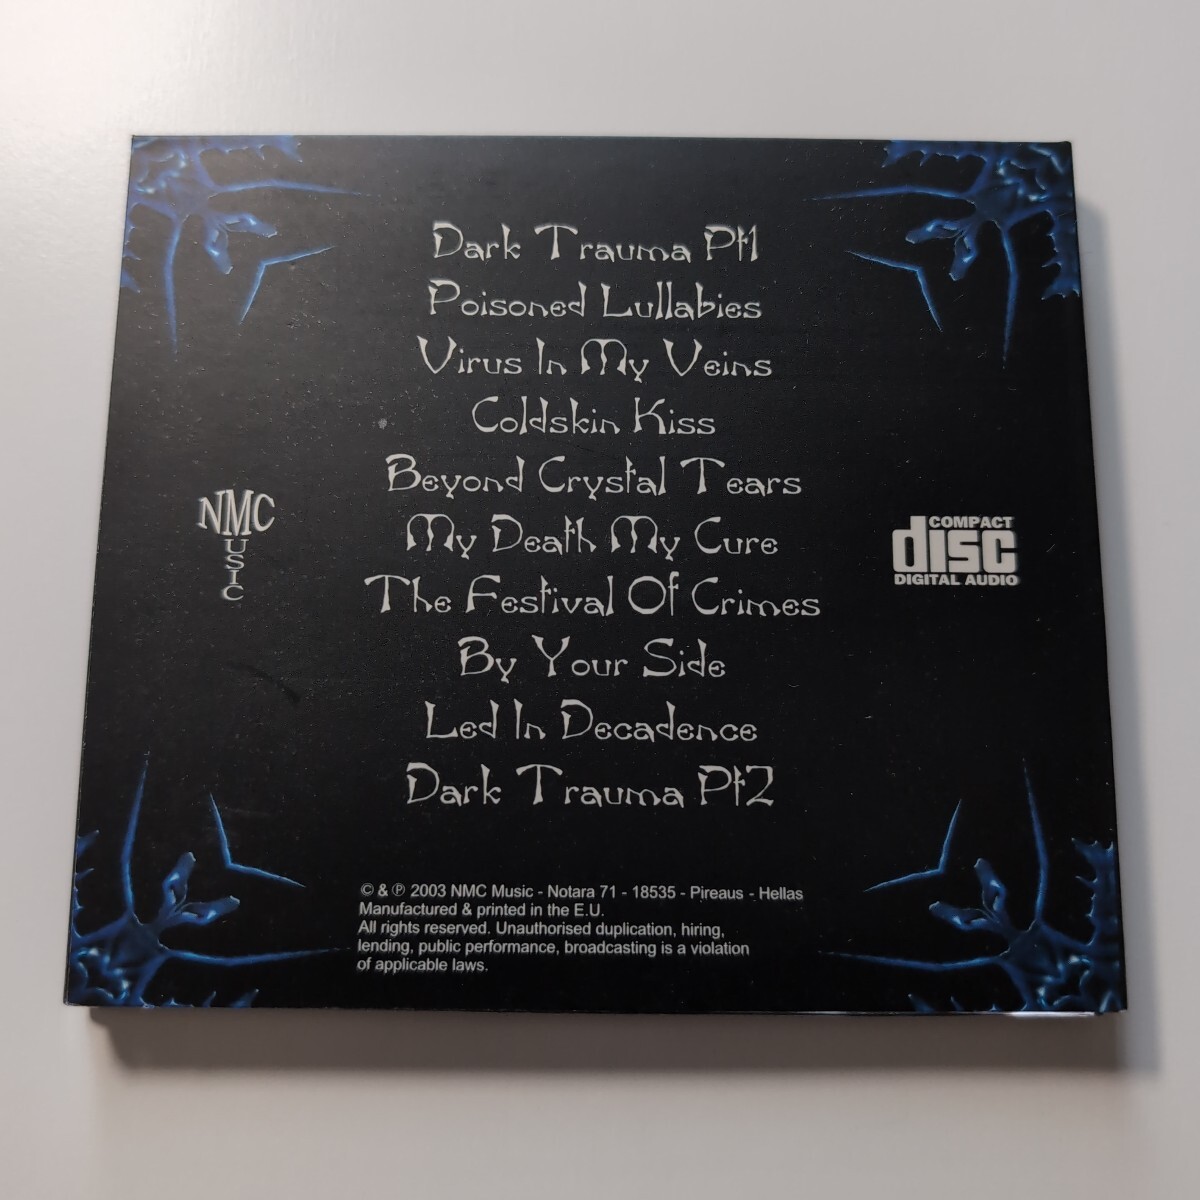 Dark Trauma Pt1
Poisoned Lullabies
Virus In My Veins
Coldskin Kiss
Beyond Crystal Tears
NMC
MUSIC
My Death My Cure
COMPACT
disc
DIGITAL AUDIO
The Festival Of Crimes
By Your Side
Led In Decadence
Dark Trauma Pt2
© & ℗ 2003 NMC Music - Notara 71 - 18535 - Pireaus - Hellas
Manufactured & printed in the E.U.
All rights reserved. Unauthorised duplication, hiring,
lending, public performance, broadcasting is a violation
of applicable laws.